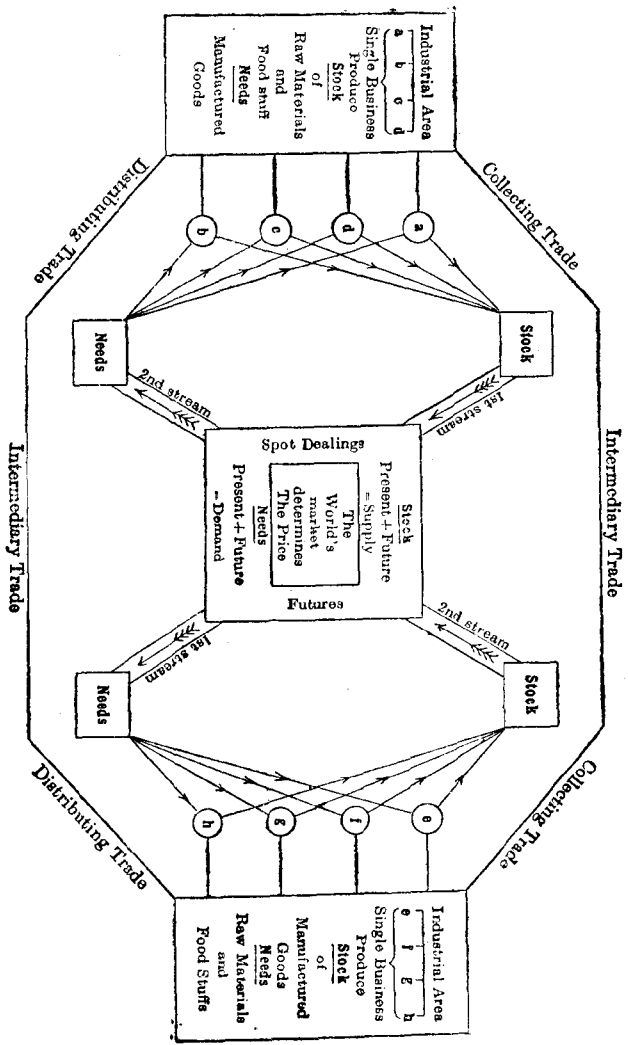 Industrial Area
a b c d
Single Business
Produce
Stock
of
Raw Materials
and
Food stuff
Needs
Manufactured
Goods
Collecting Trade
Distributing Trade
a
d
c
b
Stock
Needs
1st stream
2nd stream
Intermediary Trade
Intermediary Trade
Spot Dealings
Stock
Present + Future
= Supply
The
World's
market
determines
The Price
Needs
Present + Future
= Demand
Futures
2nd stream
1st stream
Stock
Needs
Collecting Trade
Distributing Trade
e
f
g
h
Industrial Area
e f g h
Single Business
Produce
Stock
of
Manufactured
Goods
Needs
Raw Materials
and
Food Stuffs